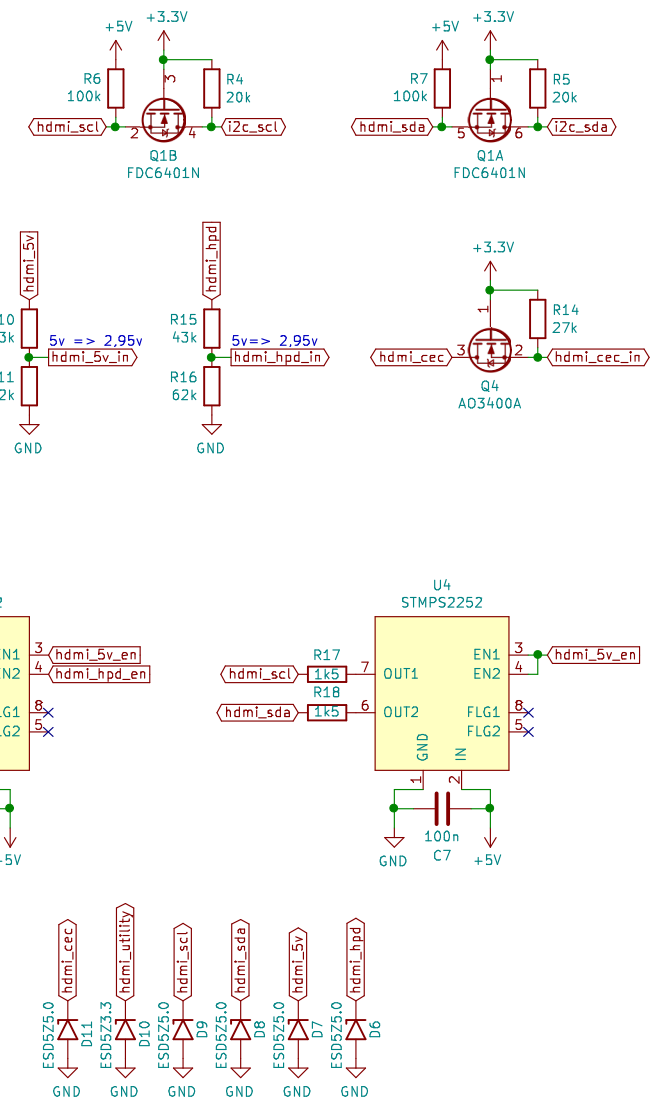 +5V
+3.3V
R6
100k
3
R4
20k
hdmi_scl
2
4
i2c_scl
Q1B
FDC6401N
+5V
+3.3V
R7
100k
1
R5
20k
hdmi_sda
5
6
i2c_sda
Q1A
FDC6401N
hdmi_5v
10
3k
5v => 2,95v
hdmi_5v_in
11
2k
GND
hdmi_hpd
R15
43k
5v=> 2,95v
hdmi_hpd_in
R16
62k
GND
+3.3V
1
R14
27k
hdmi_cec
3
2
hdmi_cec_in
Q4
AO3400A
2
EN1
3
hdmi_5v_en
EN2
4
hdmi_hpd_en
LG1
8
LG2
5
+5V
U4
STMPS2252
hdmi_scl
R17
1k5
7
OUT1
hdmi_sda
R18
1k5
6
OUT2
EN1
3
hdmi_5v_en
EN2
4
FLG1
8
FLG2
5
GND
IN
1
2
100n
C7
GND
+5V
hdmi_cec
ESD5Z5.0
D11
GND
hdmi_utility
ESD5Z3.3
D10
GND
hdmi_scl
ESD5Z5.0
D9
GND
hdmi_sda
ESD5Z5.0
D8
GND
hdmi_5v
ESD5Z5.0
D7
GND
hdmi_hpd
ESD5Z5.0
D6
GND